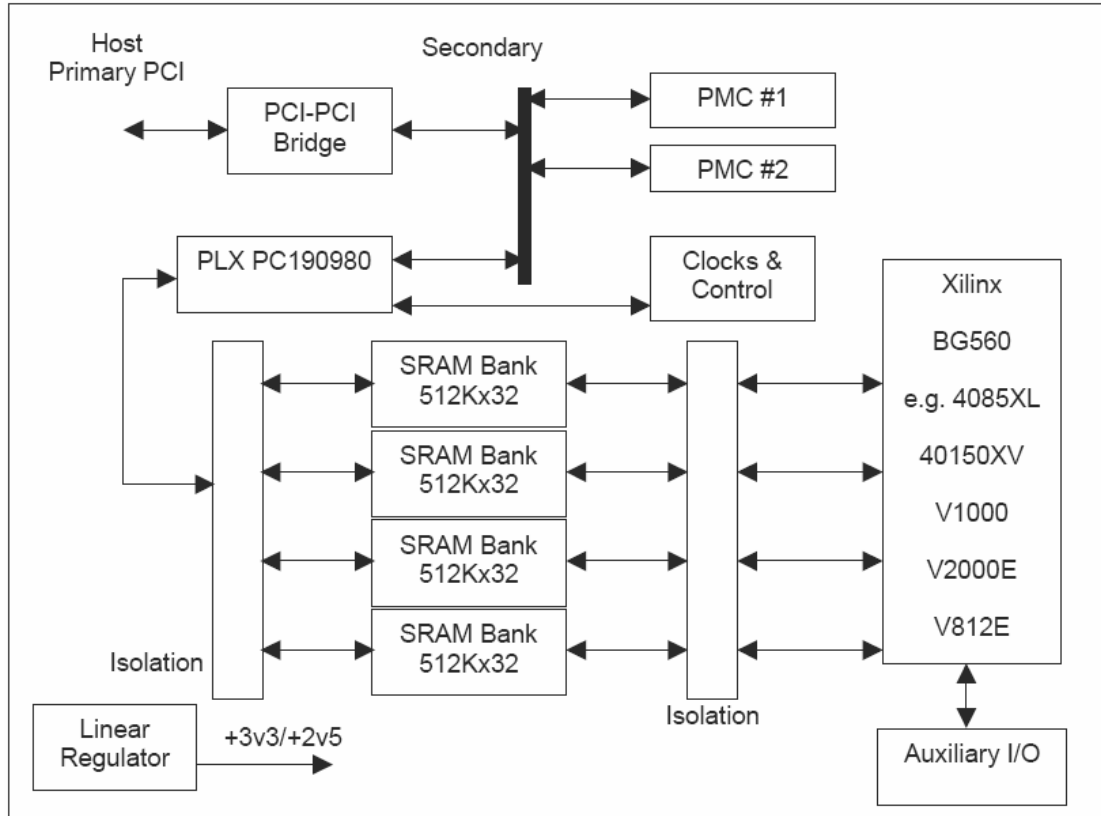 Host
Primary PCI
Secondary
PCI-PCI
Bridge
PMC #1
PMC #2
PLX PC190980
Clocks &
Control
Xilinx
BG560
e.g. 4085XL
40150XV
V1000
V2000E
V812E
SRAM Bank
512Kx32
SRAM Bank
512Kx32
SRAM Bank
512Kx32
SRAM Bank
512Kx32
Isolation
Isolation
Linear
Regulator
+3v3/+2v5
Auxiliary I/O